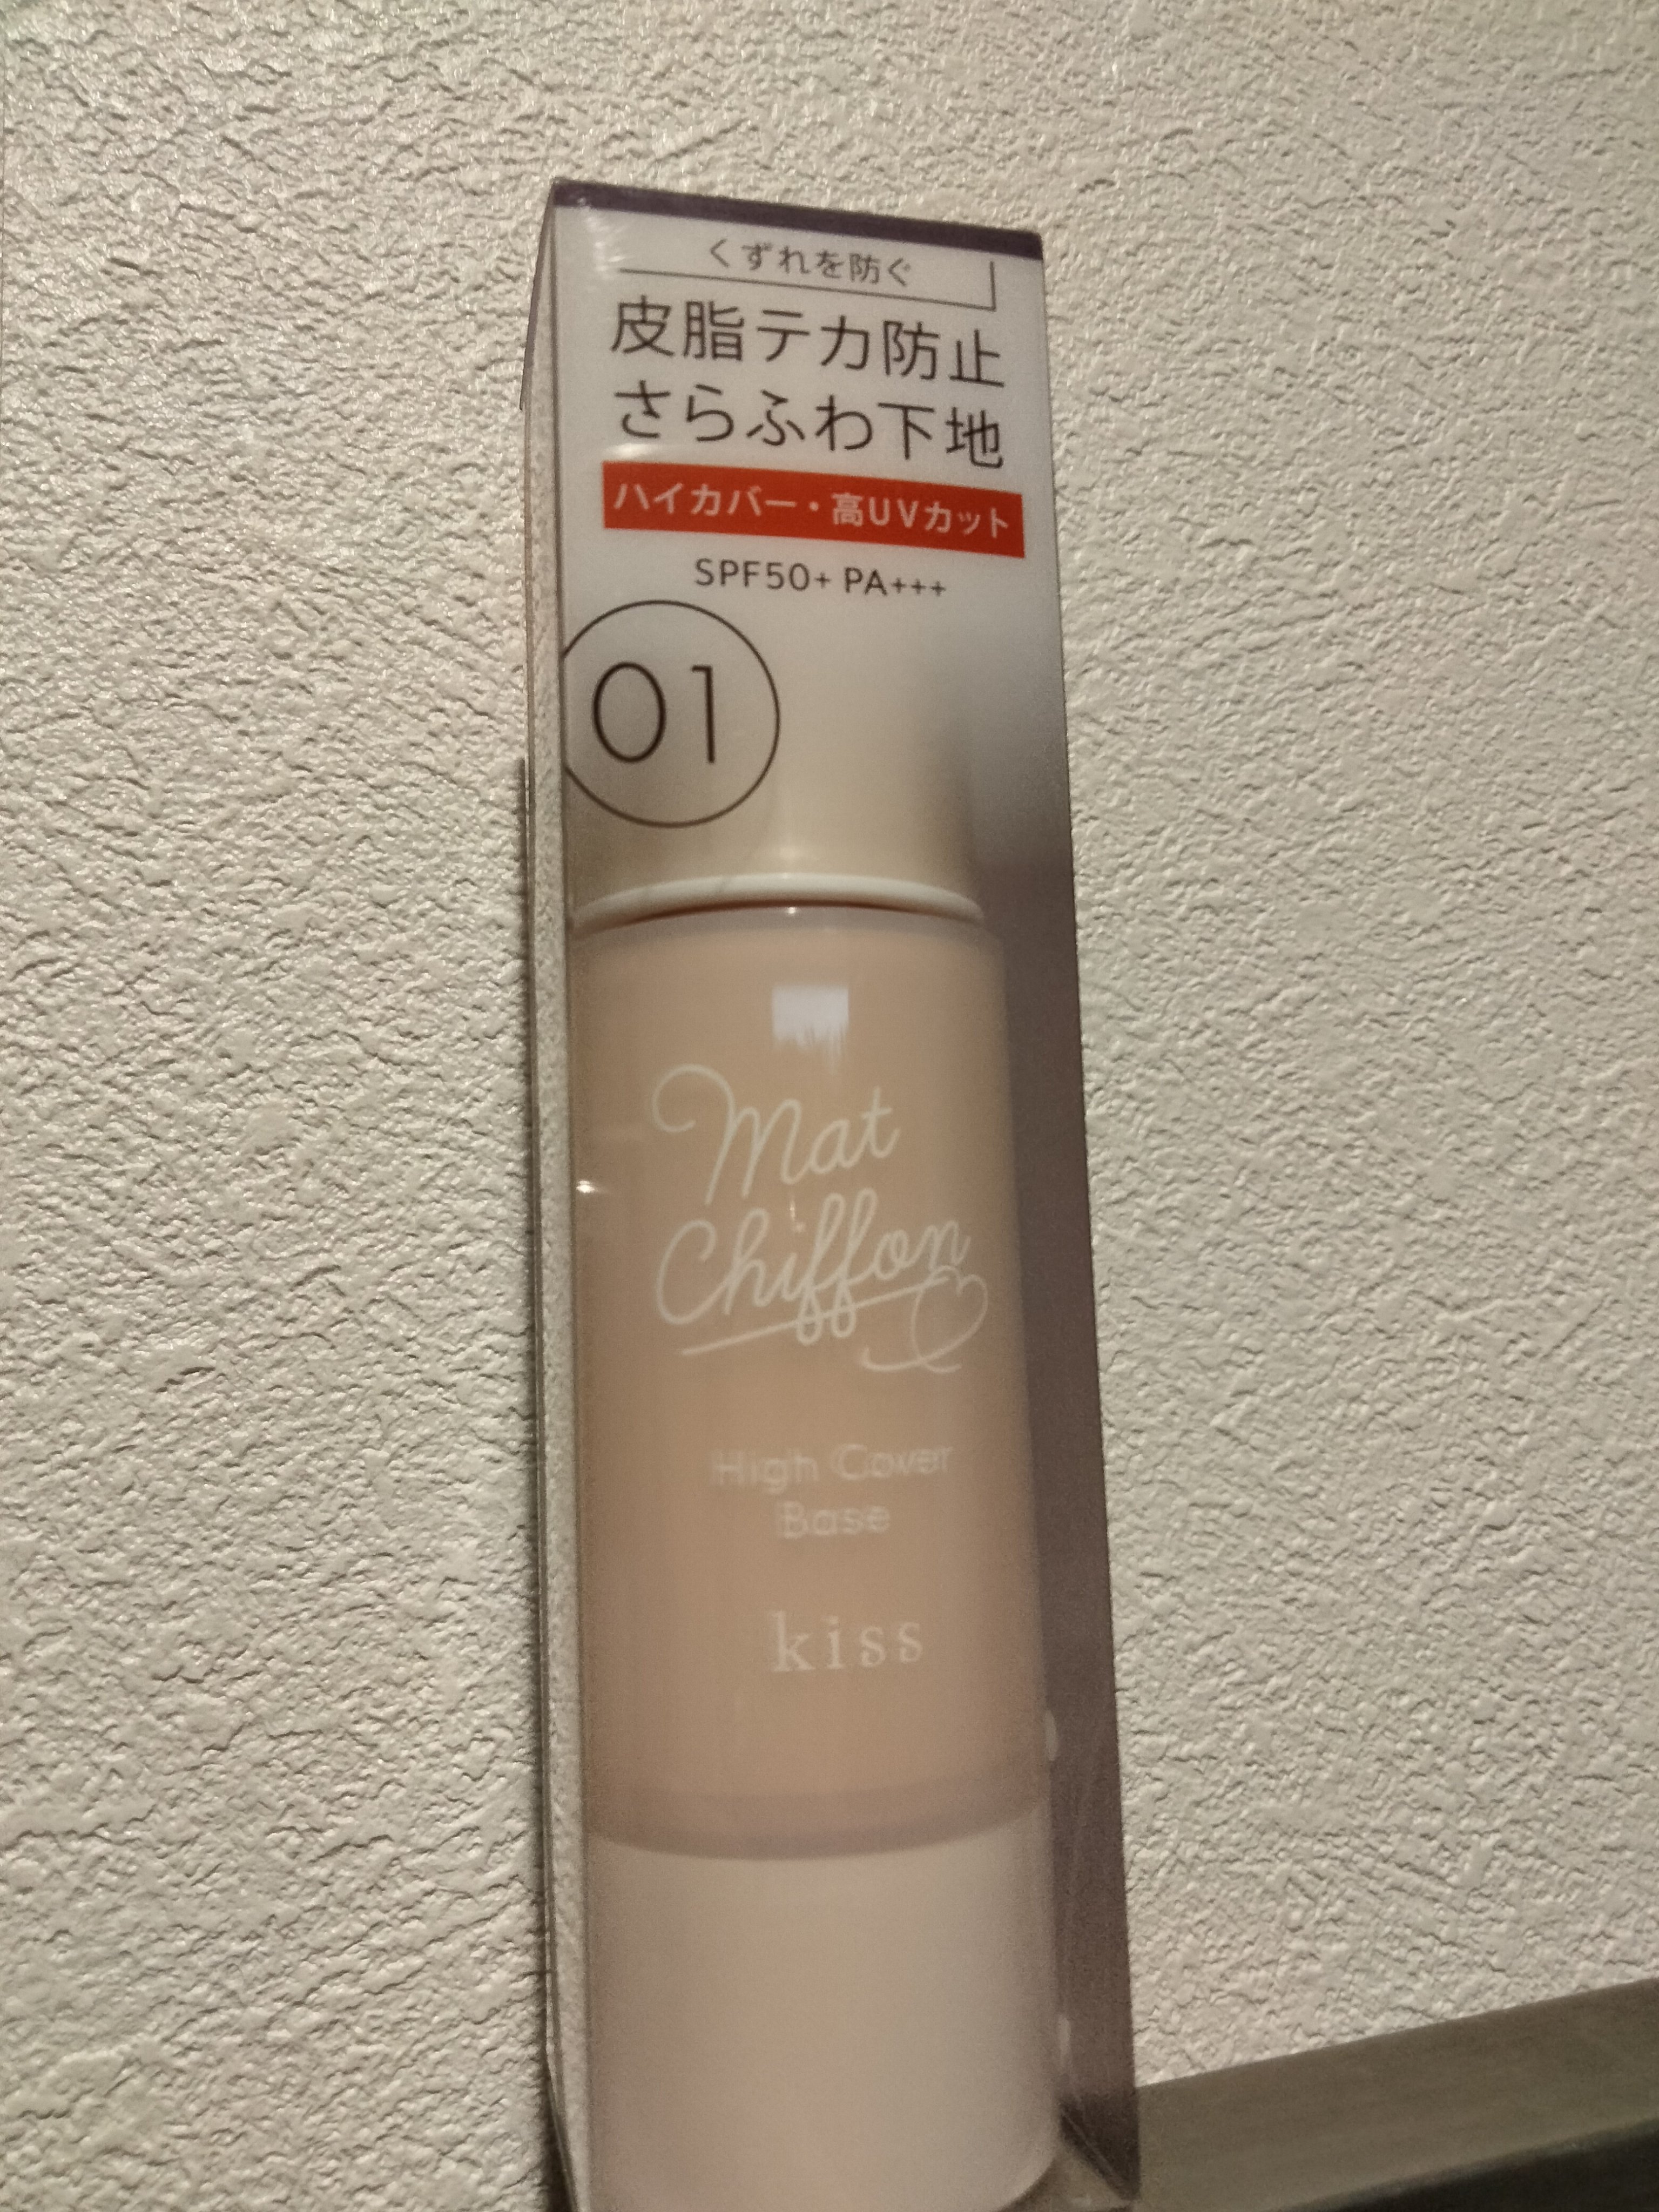 くずれを防ぐ
皮脂テカ防止
さらふわ下地
ハイカバー・高UVカット
SPF50+ PA+++
01
Mat
Chiffon
High Cover
Base
kiss